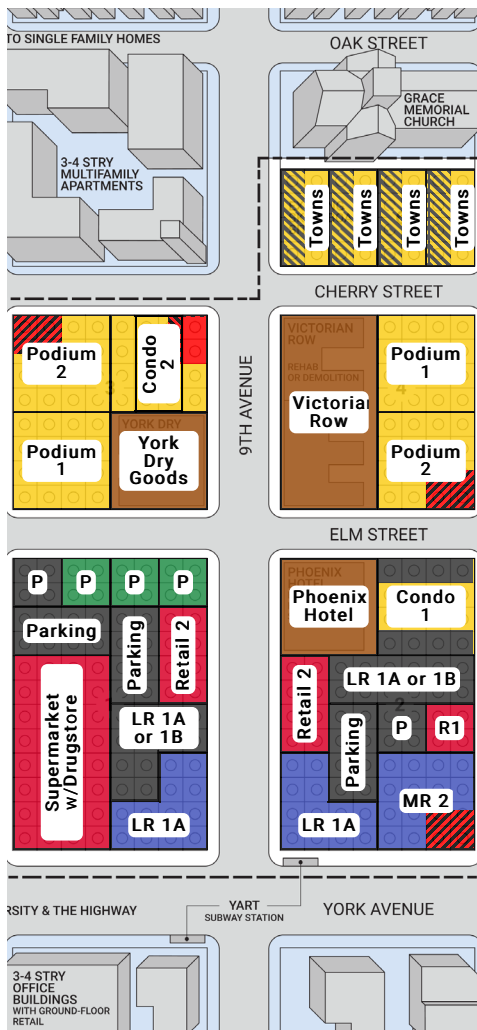 TO SINGLE FAMILY HOMES
OAK STREET
GRACE
MEMORIAL
CHURCH
3-4 STRY
MULTIFAMILY
APARTMENTS
Towns
Towns
Towns
Towns
CHERRY STREET
Podium
2
3
Condo
2
YORK DRY
York
Dry
Goods
Podium
1
9TH AVENUE
VICTORIAN
ROW
REHAB
OR DEMOLITION
Victorian
Row
Podium
1
4
Podium
2
ELM STREET
P
P
P
P
Parking
Parking
Retail 2
Supermarket
w/Drugstore
LR 1A
or 1B
LR 1A
PHOENIX
HOTEL
Phoenix
Hotel
Condo
1
Retail 2
LR 1A or 1B
2
Parking
P
R1
MR 2
LR 1A
RSITY & THE HIGHWAY
YART
SUBWAY STATION
YORK AVENUE
3-4 STRY
OFFICE
BUILDINGS
WITH GROUND-FLOOR
RETAIL